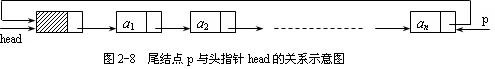 a1 a2 an p
head
图 2-8 尾结点 p 与头指针 head 的关系示意图